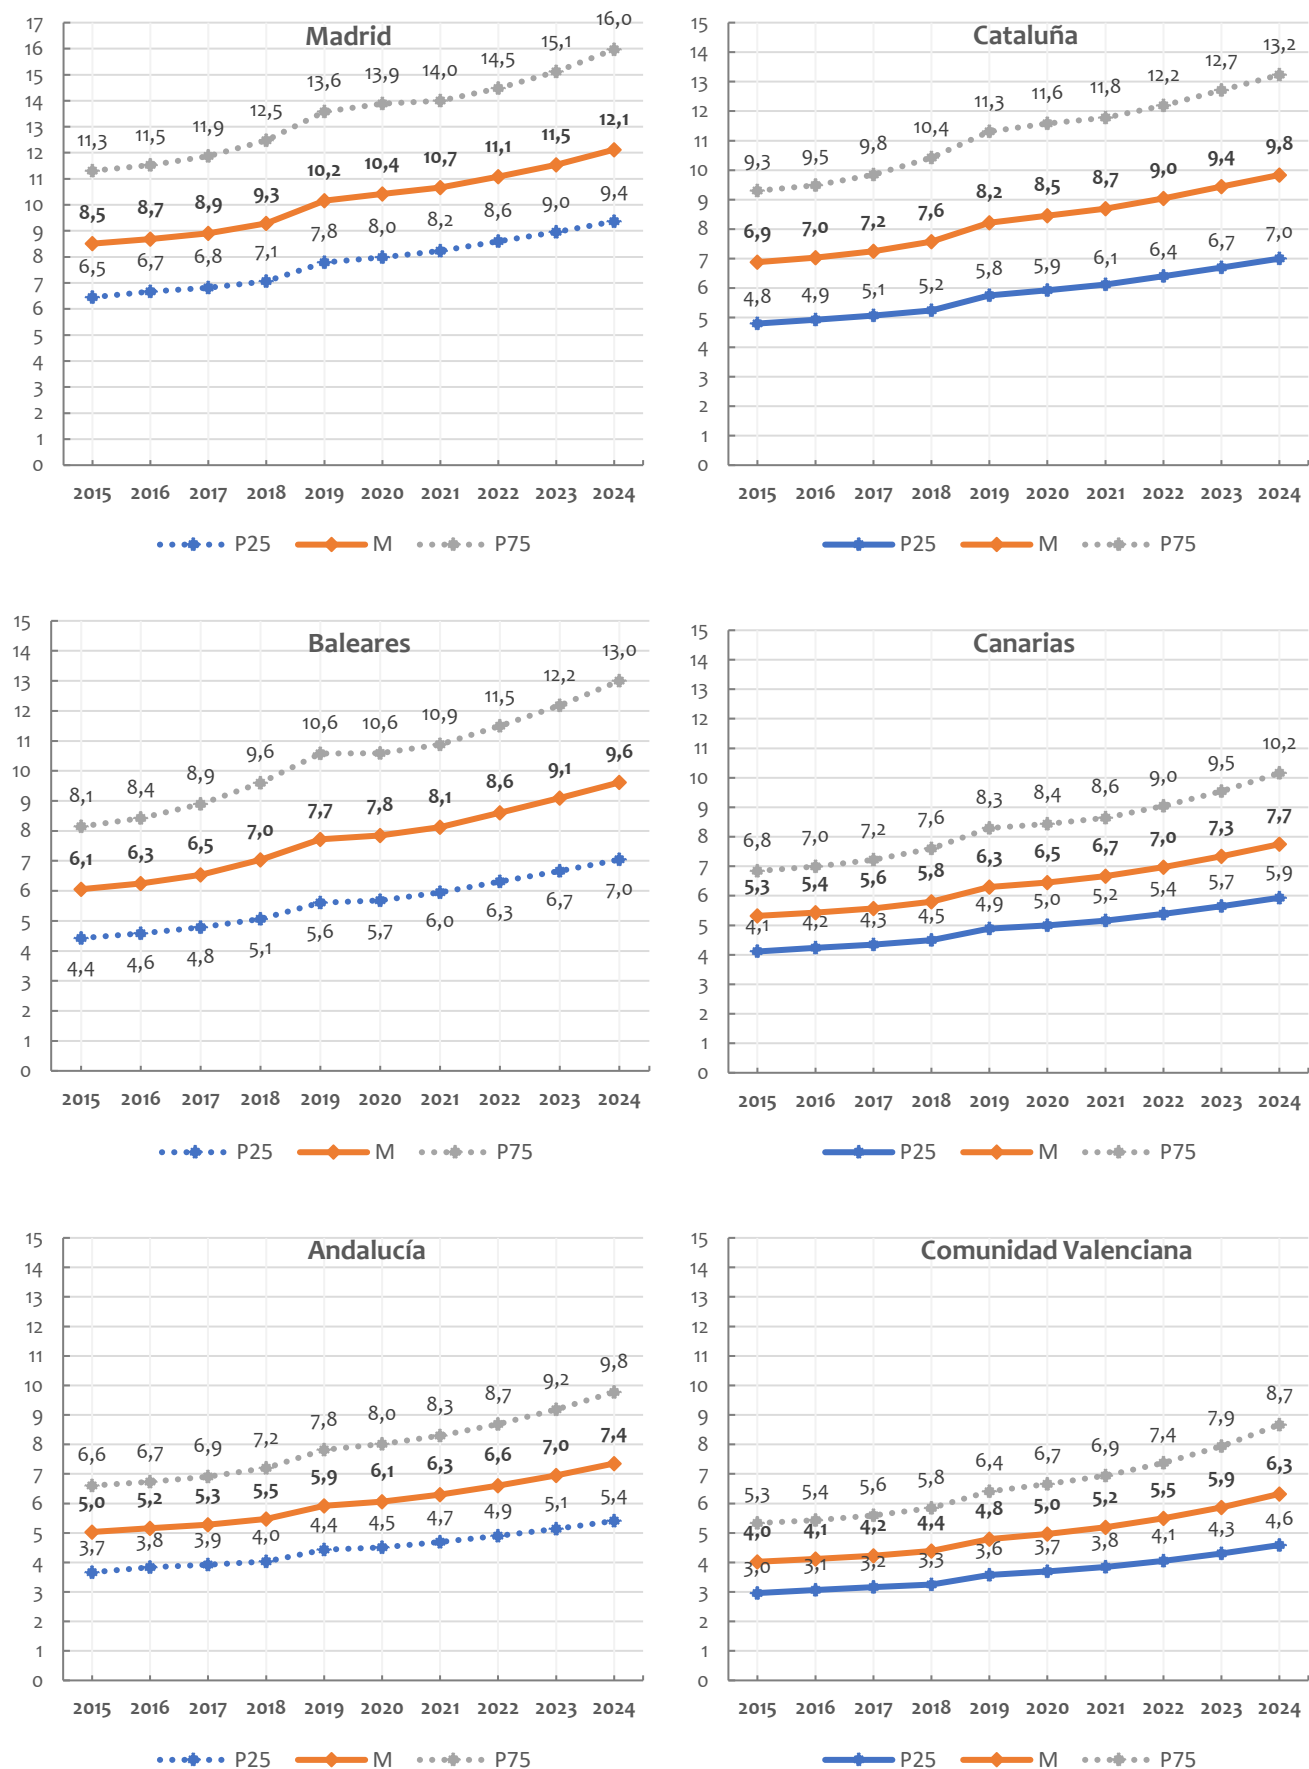 Madrid
17
16
15
14
13
12
11
10
9
8
7
6
5
4
3
2
1
0
11,3 11,5 11,9 12,5 13,6 13,9 14,0 14,5 15,1 16,0
8,5 8,7 8,9 9,3 10,2 10,4 10,7 11,1 11,5 12,1
6,5 6,7 6,8 7,1 7,8 8,0 8,2 8,6 9,0 9,4
2015 2016 2017 2018 2019 2020 2021 2022 2023 2024
P25 M P75
Cataluña
15
14
13
12
11
10
9
8
7
6
5
4
3
2
1
0
9,3 9,5 9,8 10,4 11,3 11,6 11,8 12,2 12,7 13,2
6,9 7,0 7,2 7,6 8,2 8,5 8,7 9,0 9,4 9,8
4,8 4,9 5,1 5,2 5,8 5,9 6,1 6,4 6,7 7,0
2015 2016 2017 2018 2019 2020 2021 2022 2023 2024
P25 M P75
Baleares
15
14
13
12
11
10
9
8
7
6
5
4
3
2
1
0
8,1 8,4 8,9 9,6 10,6 10,6 10,9 11,5 12,2 13,0
6,1 6,3 6,5 7,0 7,7 7,8 8,1 8,6 9,1 9,6
4,4 4,6 4,8 5,1 5,6 5,7 6,0 6,3 6,7 7,0
2015 2016 2017 2018 2019 2020 2021 2022 2023 2024
P25 M P75
Canarias
15
14
13
12
11
10
9
8
7
6
5
4
3
2
1
0
6,8 7,0 7,2 7,6 8,3 8,4 8,6 9,0 9,5 10,2
5,3 5,4 5,6 5,8 6,3 6,5 6,7 7,0 7,3 7,7
4,1 4,2 4,3 4,5 4,9 5,0 5,2 5,4 5,7 5,9
2015 2016 2017 2018 2019 2020 2021 2022 2023 2024
P25 M P75
Andalucía
15
14
13
12
11
10
9
8
7
6
5
4
3
2
1
0
6,6 6,7 6,9 7,2 7,8 8,0 8,3 8,7 9,2 9,8
5,0 5,2 5,3 5,5 5,9 6,1 6,3 6,6 7,0 7,4
3,7 3,8 3,9 4,0 4,4 4,5 4,7 4,9 5,1 5,4
2015 2016 2017 2018 2019 2020 2021 2022 2023 2024
P25 M P75
Comunidad Valenciana
15
14
13
12
11
10
9
8
7
6
5
4
3
2
1
0
5,3 5,4 5,6 5,8 6,4 6,7 6,9 7,4 7,9 8,7
4,0 4,1 4,2 4,4 4,8 5,0 5,2 5,5 5,9 6,3
3,0 3,1 3,2 3,3 3,6 3,7 3,8 4,1 4,3 4,6
2015 2016 2017 2018 2019 2020 2021 2022 2023 2024
P25 M P75